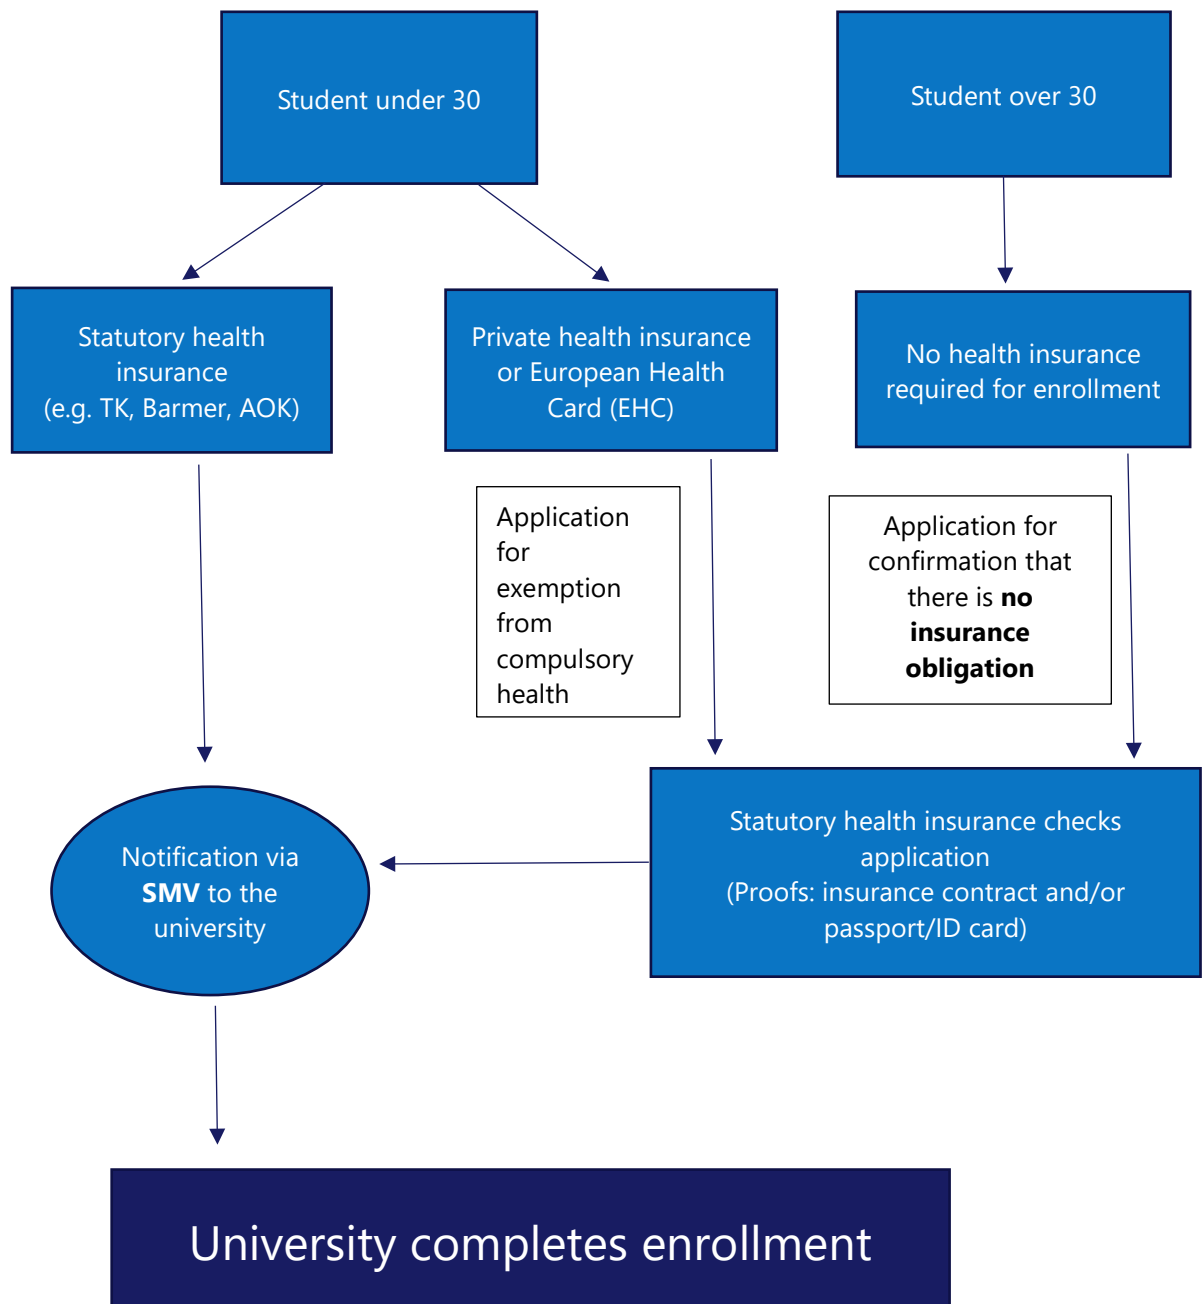 Student under 30
Student over 30
Statutory health
insurance
(e.g. TK, Barmer, AOK)
Private health insurance
or European Health
Card (EHC)
No health insurance
required for enrollment
Application
for
exemption
from
compulsory
health
Application for
confirmation that
there is no
insurance
obligation
Statutory health insurance checks
application
(Proofs: insurance contract and/or
passport/ID card)
Notification via
SMV to the
university
University completes enrollment